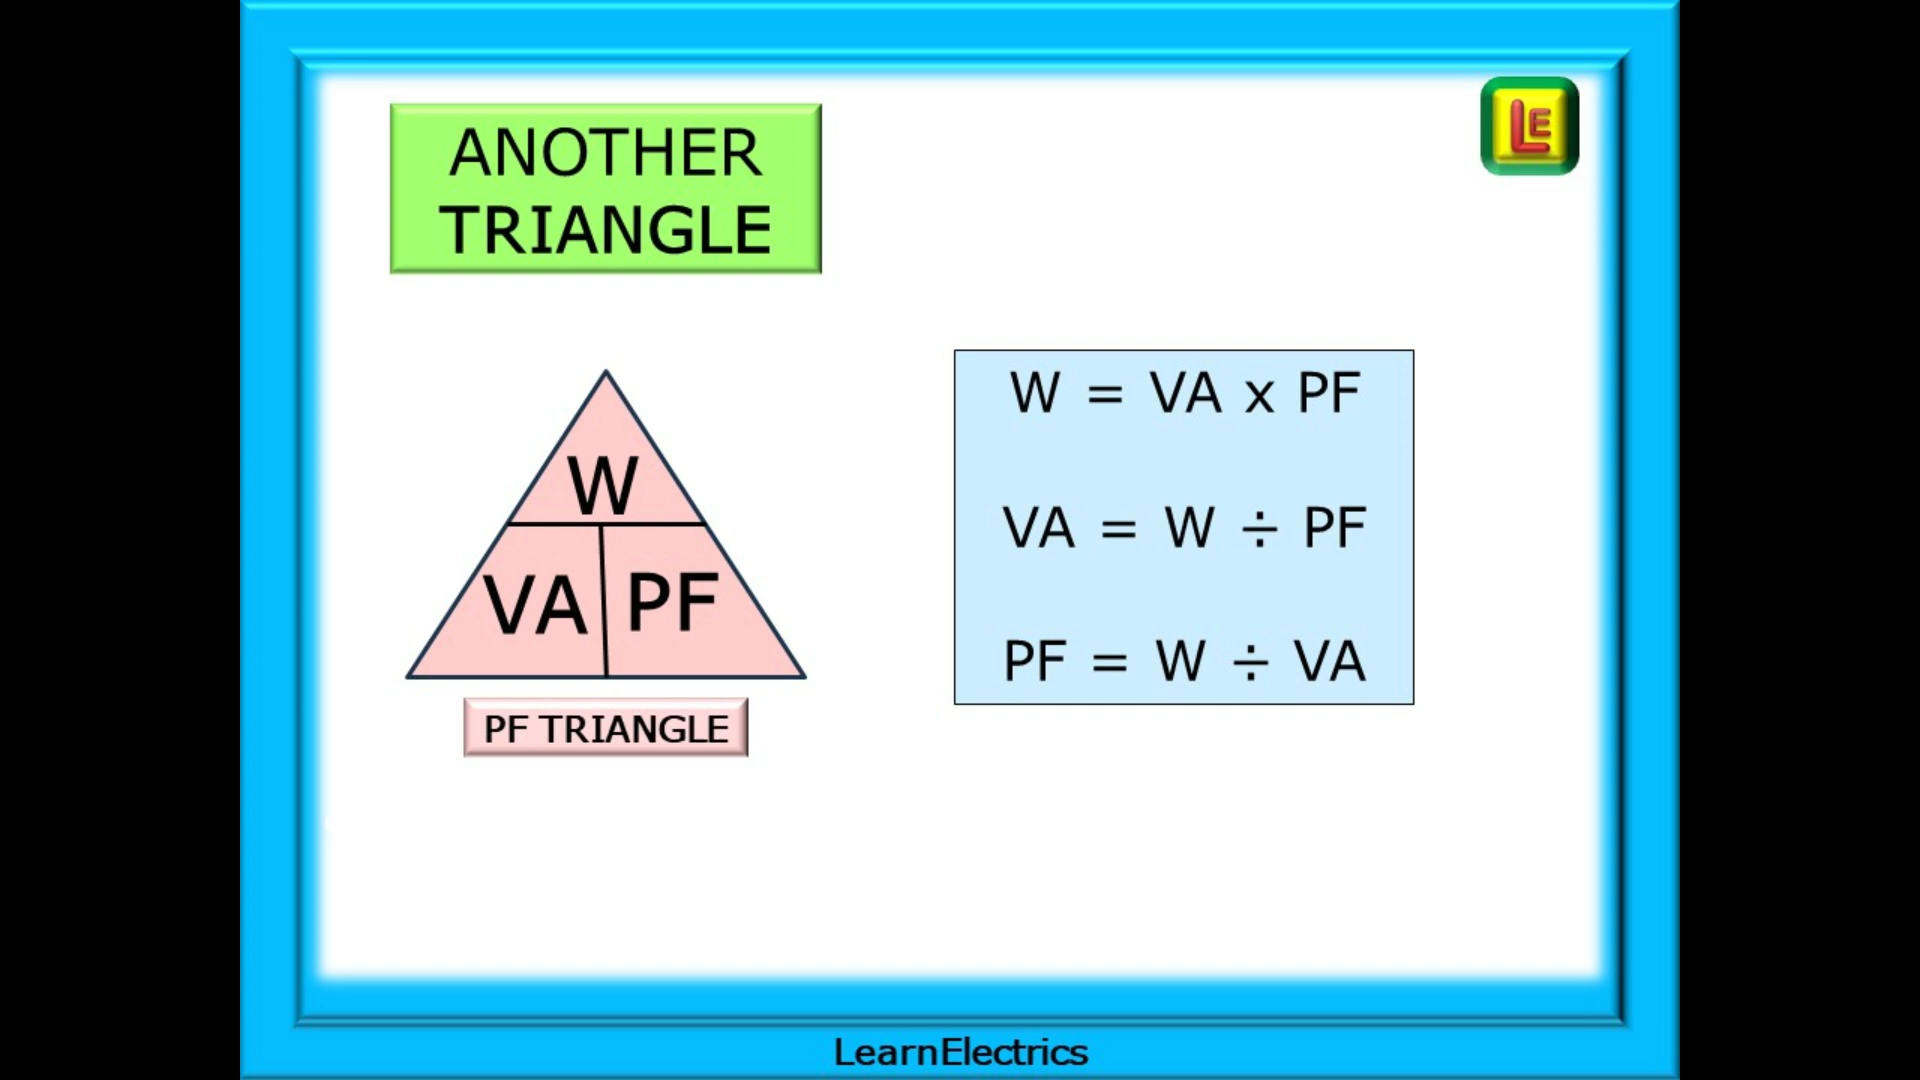 ANOTHER
TRIANGLE
LE
W
VA PF
PF TRIANGLE
W = VA x PF
VA = W ÷ PF
PF = W ÷ VA
LearnElectrics